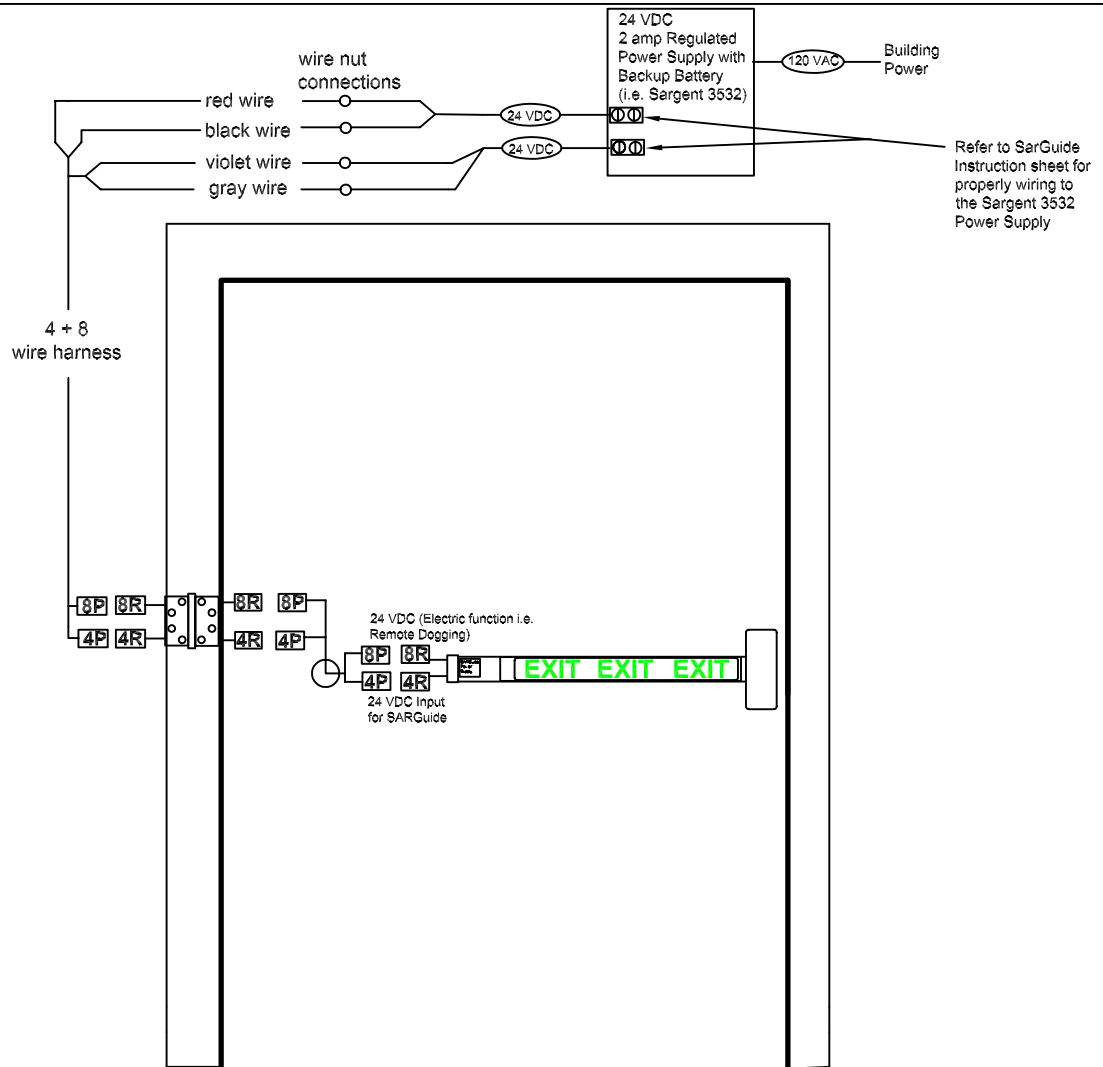 24 VDC
2 amp Regulated
Power Supply with
Backup Battery
(i.e. Sargent 3532)
120 VAC
Building
Power
wire nut
connections
red wire
24 VDC
black wire
violet wire
24 VDC
gray wire
Refer to SarGuide
Instruction sheet for
properly wiring to
the Sargent 3532
Power Supply
4 + 8
wire harness
8P 8R 8R 8P
4P 4R 4R 4P
24 VDC (Electric function i.e.
Remote Dogging)
8P 8R
4P 4R
EXIT EXIT EXIT
24 VDC Input
for SARGuide